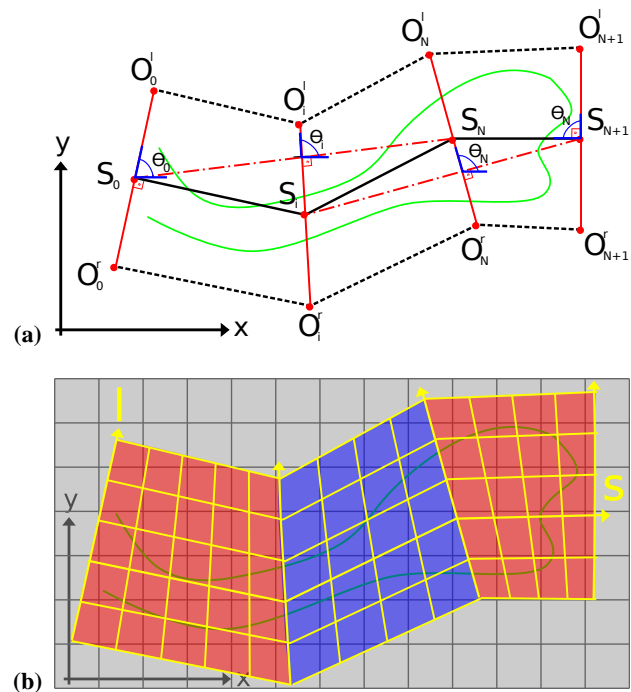 O_N^l
O_{N+1}^l
O_0^l
O_i^l
y
θ_0
θ_i
S_N
θ_N
θ_N
S_{N+1}
S_0
S_i
O_0^r
O_N^r
O_{N+1}^r
O_i^r
x
(a)
l
s
y
x
(b)